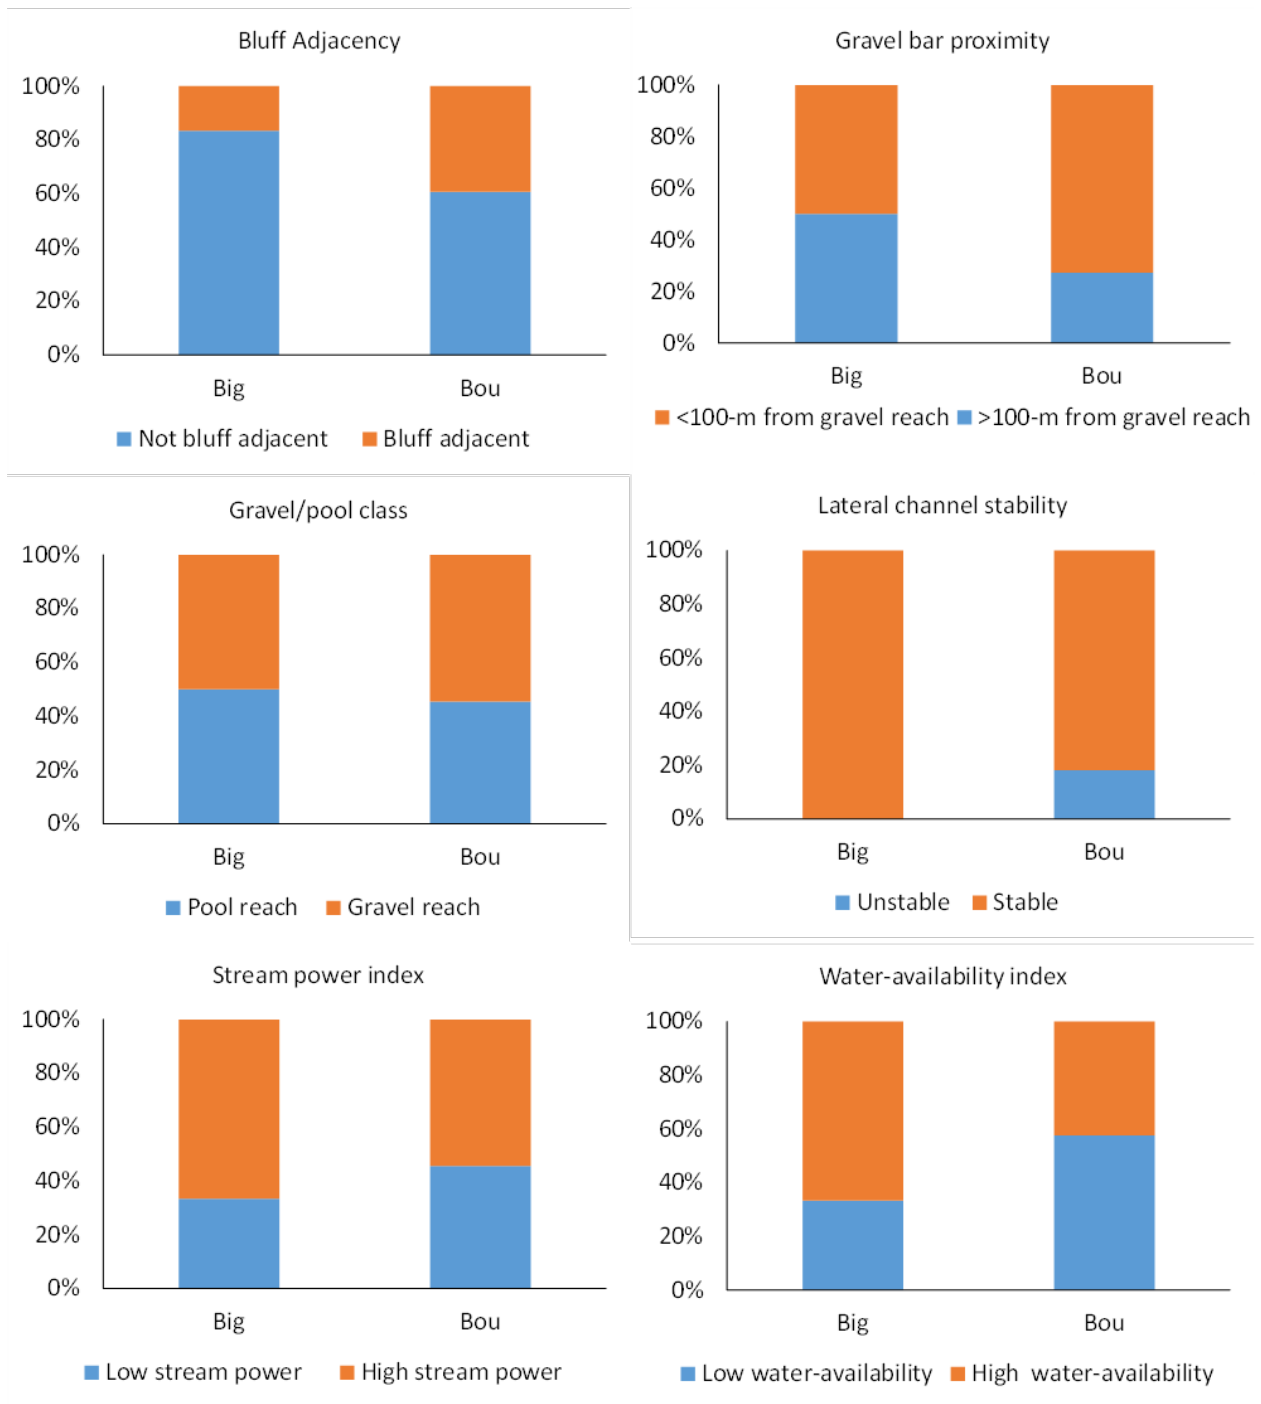 Bluff Adjacency
100%
80%
60%
40%
20%
0%
Big Bou
Not bluff adjacent Bluff adjacent
Gravel bar proximity
100%
80%
60%
40%
20%
0%
Big Bou
<100-m from gravel reach >100-m from gravel reach
Gravel/pool class
100%
80%
60%
40%
20%
0%
Big Bou
Pool reach Gravel reach
Lateral channel stability
100%
80%
60%
40%
20%
0%
Big Bou
Unstable Stable
Stream power index
100%
80%
60%
40%
20%
0%
Big Bou
Low stream power High stream power
Water-availability index
100%
80%
60%
40%
20%
0%
Big Bou
Low water-availability High water-availability